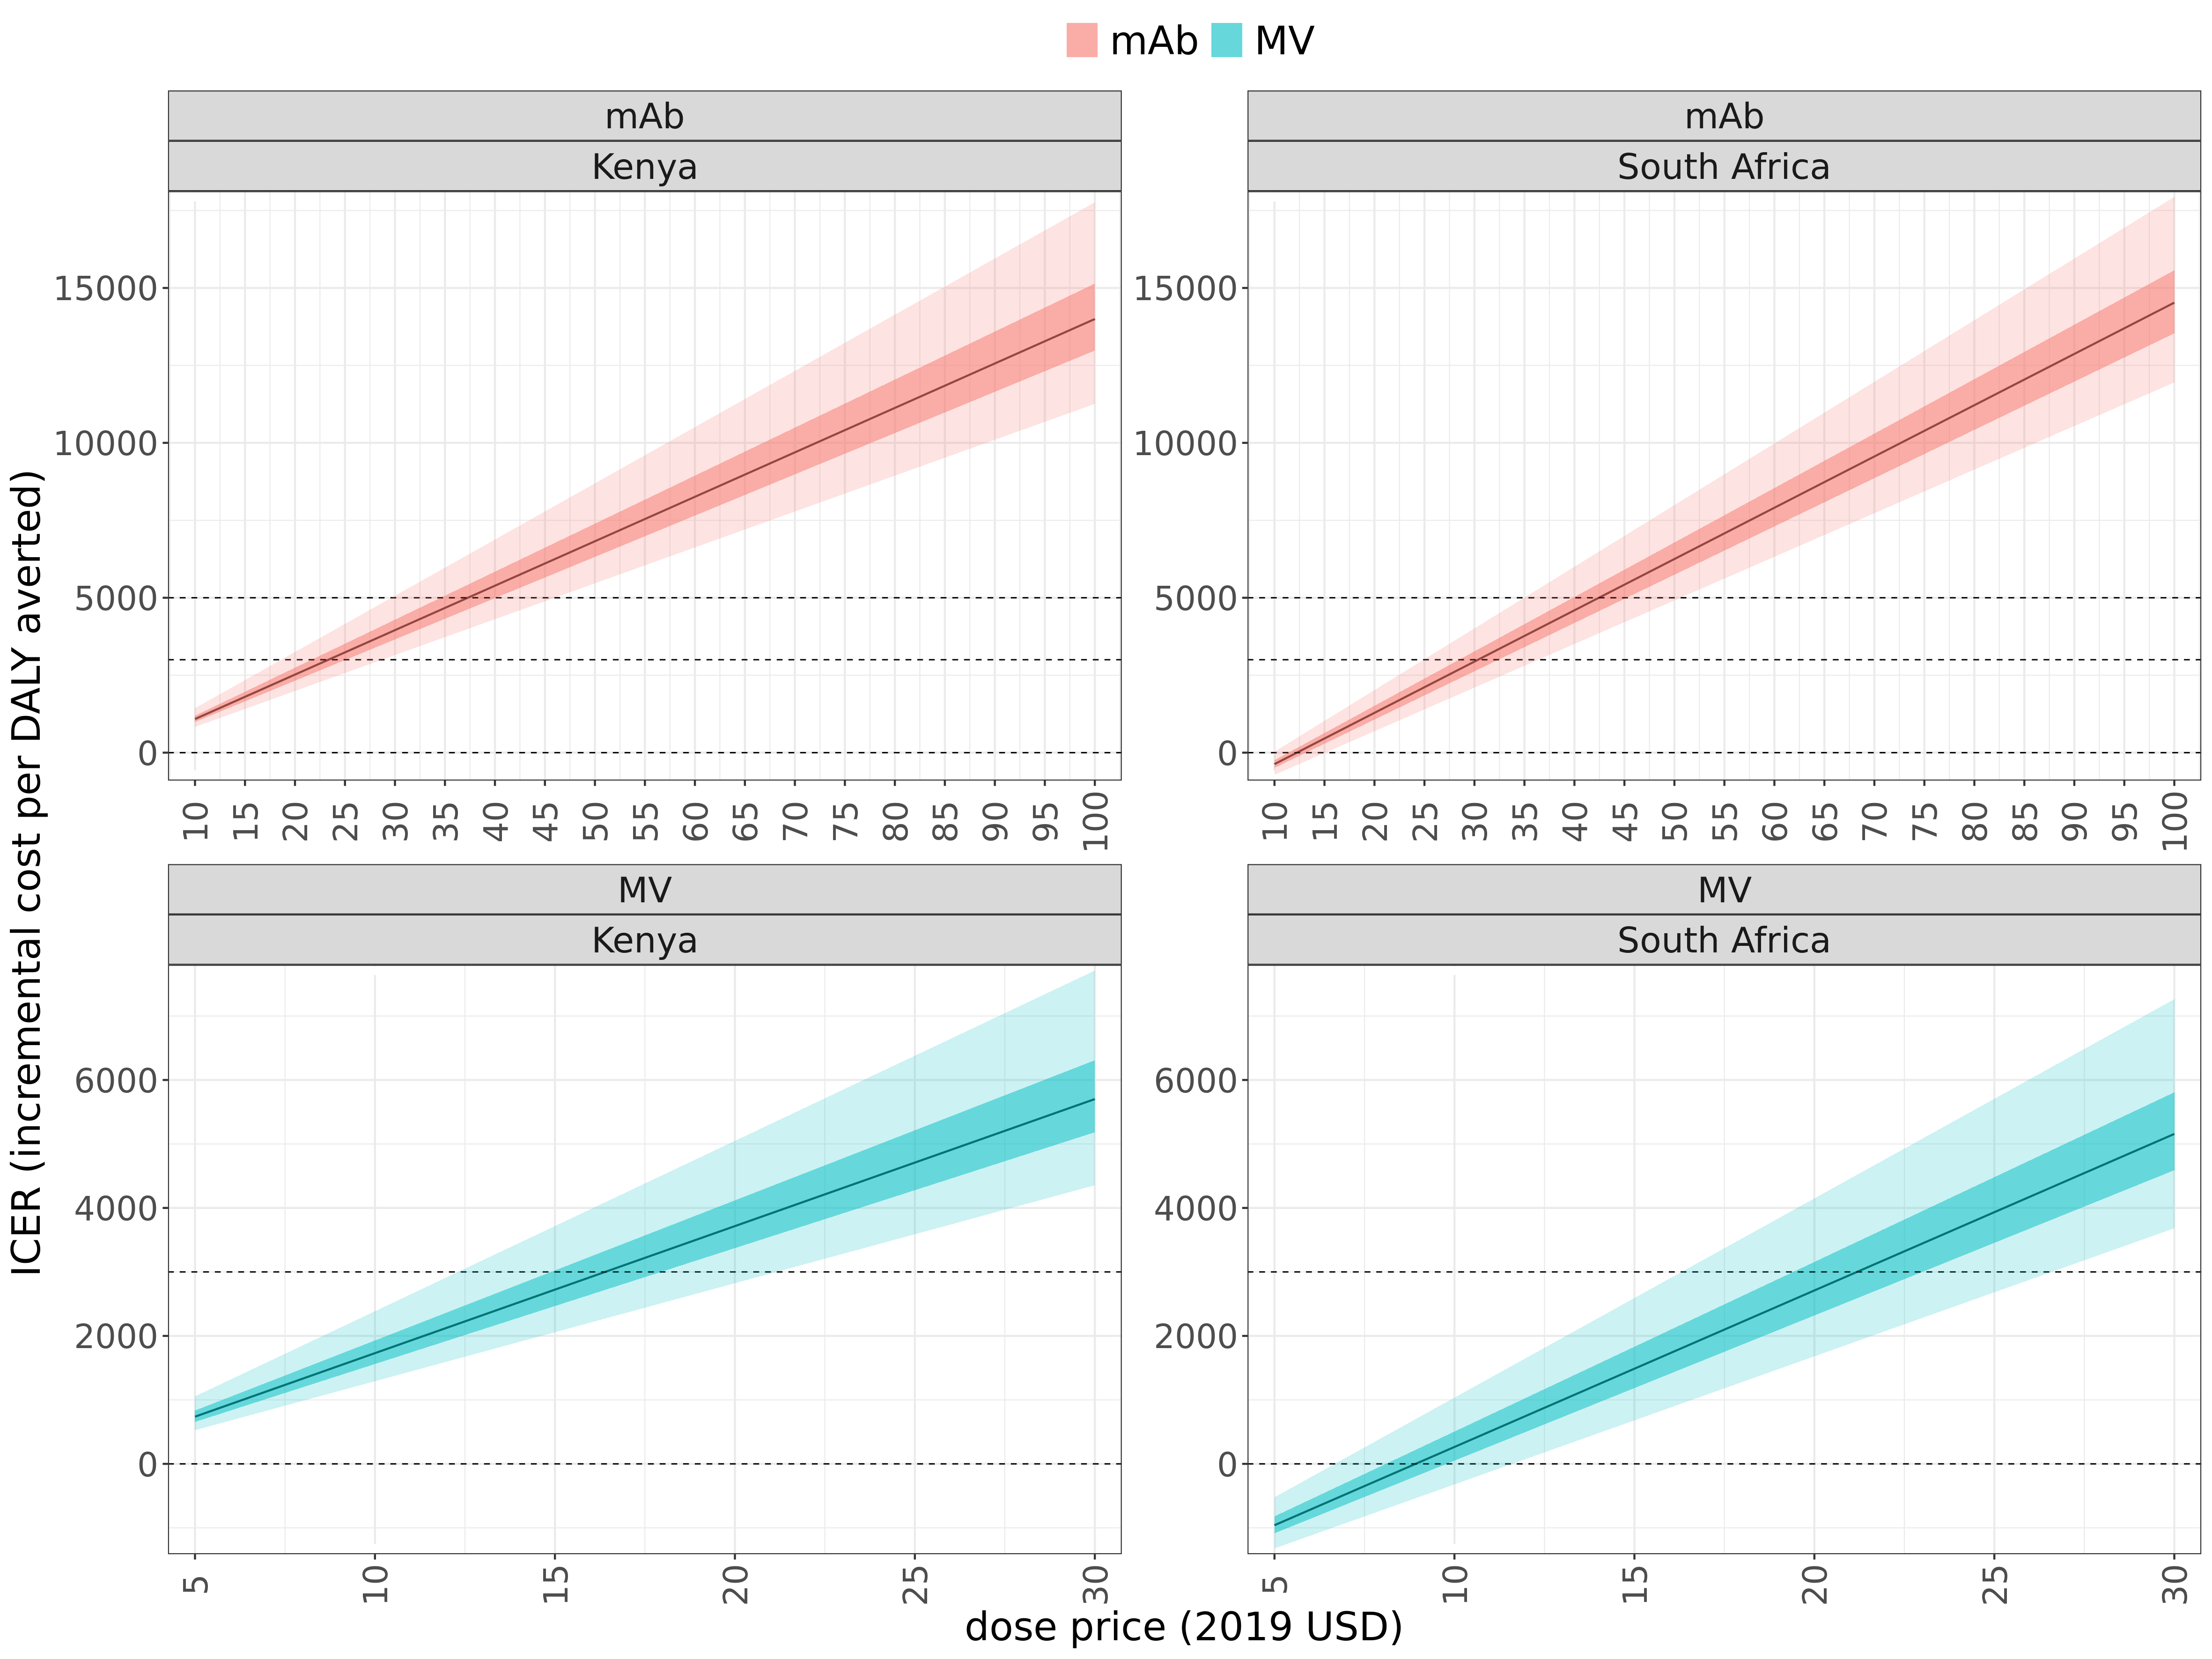 mAb MV
mAb
Kenya
mAb
South Africa
ICER (incremental cost per DALY averted)
15000
10000
5000
0
10 15 20 25 30 35 40 45 50 55 60 65 70 75 80 85 90 95 100
15000
10000
5000
0
10 15 20 25 30 35 40 45 50 55 60 65 70 75 80 85 90 95 100
MV
Kenya
MV
South Africa
6000
4000
2000
0
5 10 15 20 25 30
6000
4000
2000
0
5 10 15 20 25 30
dose price (2019 USD)